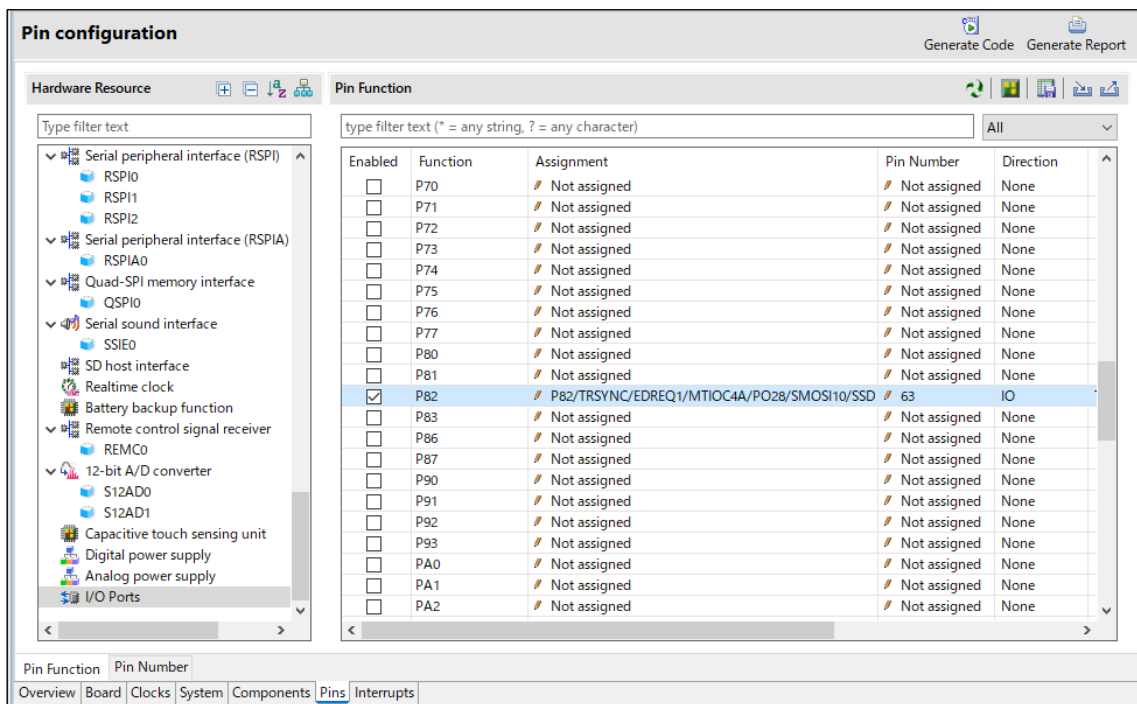 Pin configuration
Generate Code Generate Report
Hardware Resource
Type filter text
Serial peripheral interface (RSPI)
RSPI0
RSPI1
RSPI2
Serial peripheral interface (RSPIA)
RSPIA0
Quad-SPI memory interface
QSPI0
Serial sound interface
SSIE0
SD host interface
Realtime clock
Battery backup function
Remote control signal receiver
REMC0
12-bit A/D converter
S12AD0
S12AD1
Capacitive touch sensing unit
Digital power supply
Analog power supply
I/O Ports
Pin Function
type filter text (* = any string, ? = any character) All
Enabled Function Assignment Pin Number Direction
P70 Not assigned Not assigned None
P71 Not assigned Not assigned None
P72 Not assigned Not assigned None
P73 Not assigned Not assigned None
P74 Not assigned Not assigned None
P75 Not assigned Not assigned None
P76 Not assigned Not assigned None
P77 Not assigned Not assigned None
P80 Not assigned Not assigned None
P81 Not assigned Not assigned None
P82 P82/TRSYNC/EDREQ1/MTIOC4A/PO28/SMOSI10/SSD 63 IO
P83 Not assigned Not assigned None
P86 Not assigned Not assigned None
P87 Not assigned Not assigned None
P90 Not assigned Not assigned None
P91 Not assigned Not assigned None
P92 Not assigned Not assigned None
P93 Not assigned Not assigned None
PA0 Not assigned Not assigned None
PA1 Not assigned Not assigned None
PA2 Not assigned Not assigned None
Pin Function Pin Number
Overview Board Clocks System Components Pins Interrupts